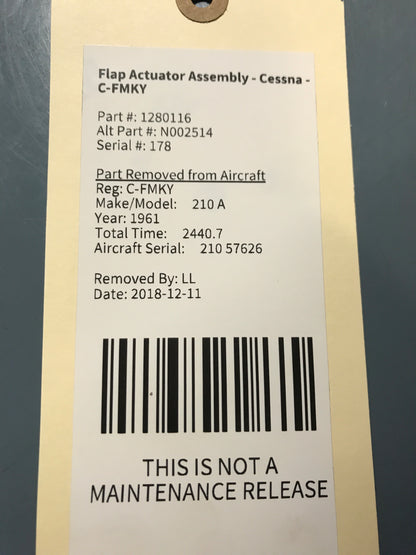 Flap Actuator Assembly - Cessna -
C-FMKY
Part #: 1280116
Alt Part #: N002514
Serial #: 178
Part Removed from Aircraft
Reg: C-FMKY
Make/Model: 210 A
Year: 1961
Total Time: 2440.7
Aircraft Serial: 210 57626
Removed By: LL
Date: 2018-12-11
THIS IS NOT A
MAINTENANCE RELEASE